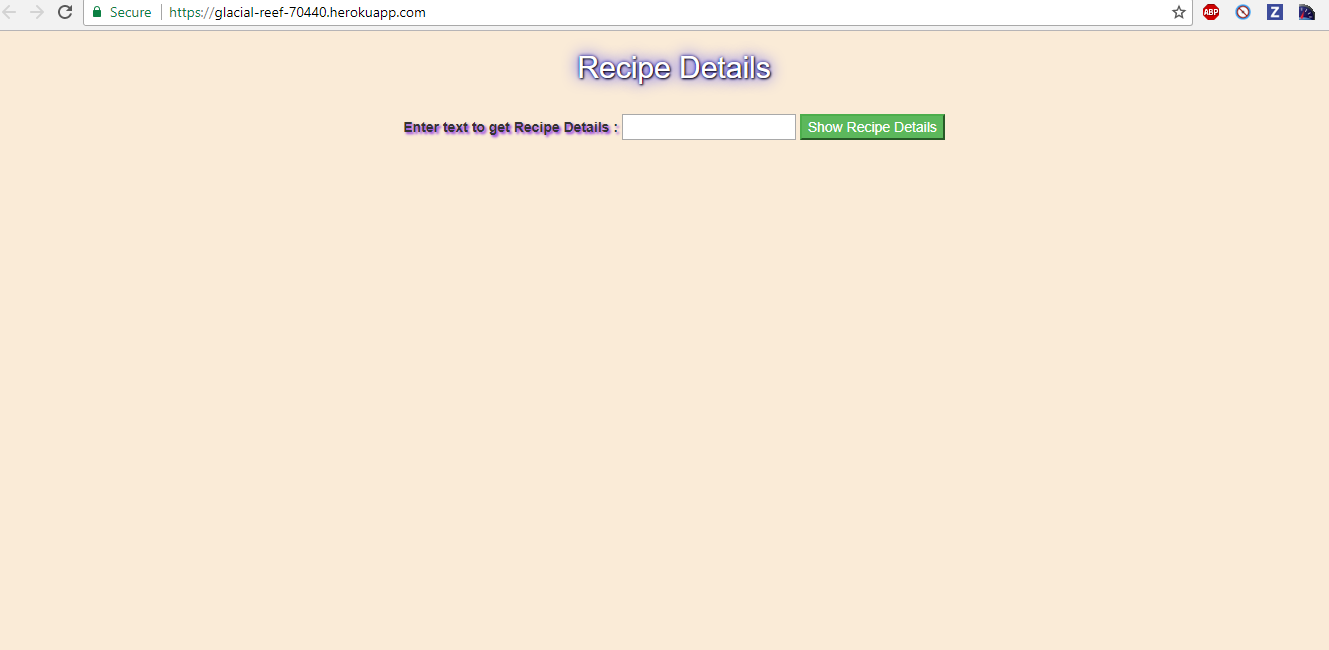 Secure https://glacial-reef-70440.herokuapp.com ABP Z
Recipe Details
Enter text to get Recipe Details : Show Recipe Details